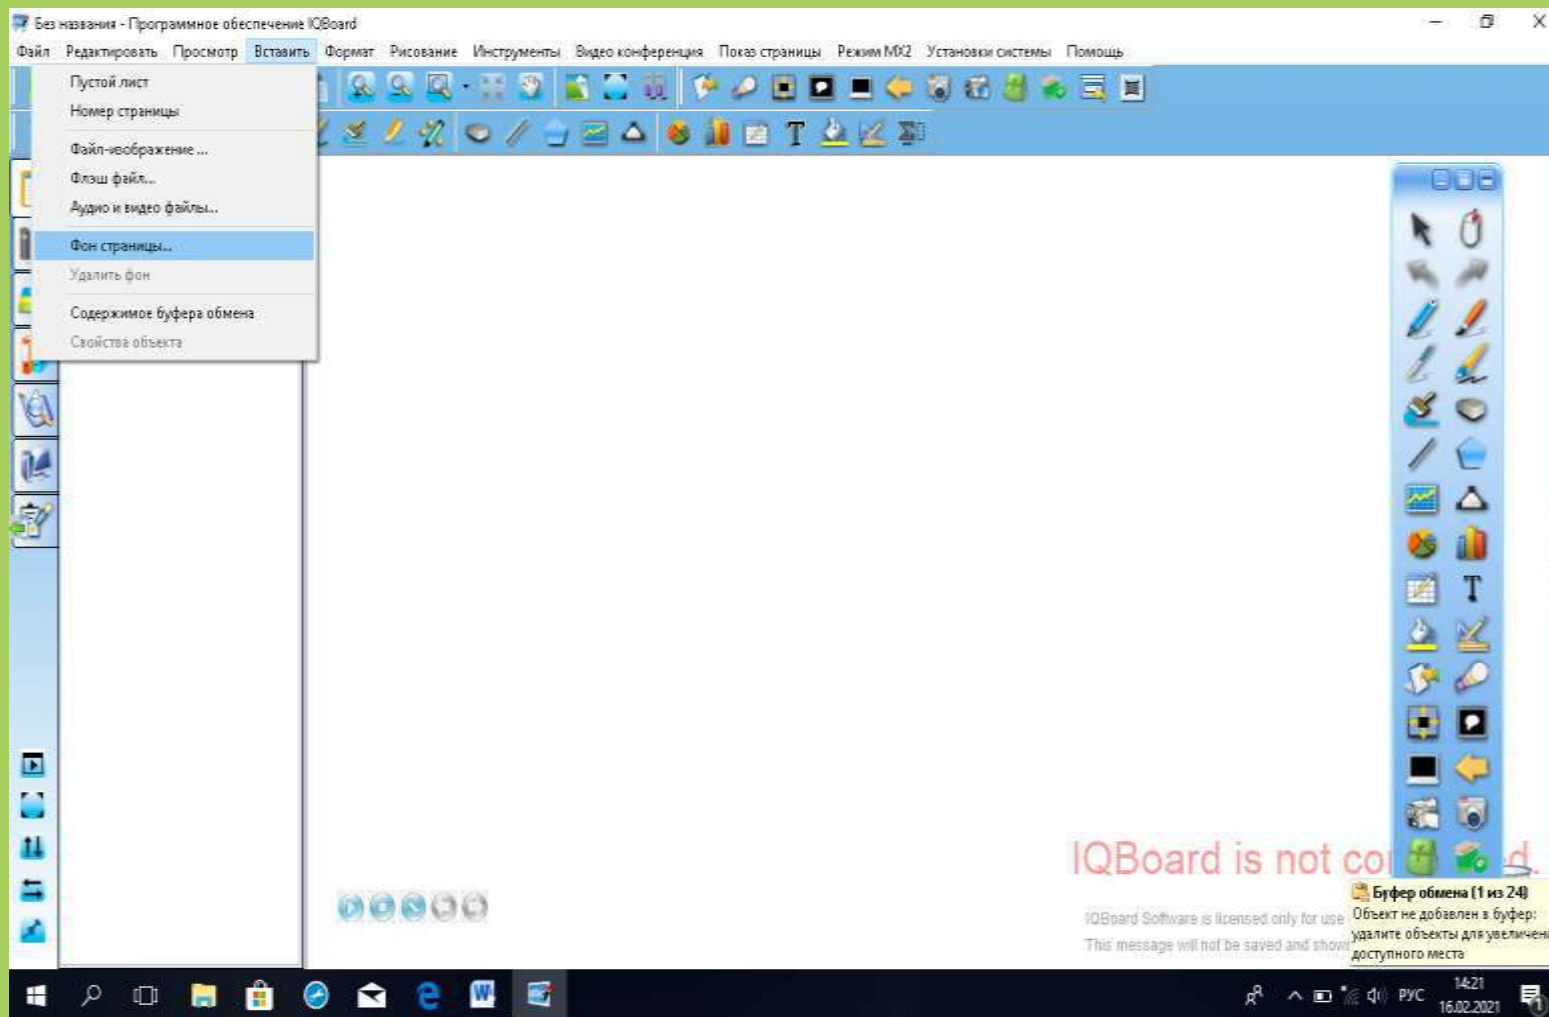 Без названия - Программное обеспечение IQBoard
Файл Редактировать Просмотр Вставить Формат Рисование Инструменты Видео конференция Показ страницы Режим MX2 Установки системы Помощь
Пустой лист
Номер страницы
Файл-изображение ...
Флэш файл...
Аудио и видео файлы...
Фон страницы...
Удалить фон
Содержимое буфера обмена
Свойства объекта
IQBoard is not
IQBoard Software is licensed only for use
This message will not be saved and
Буфер обмена (1 из 24)
Объект не добавлен в буфер:
удалите объекты для
доступного места
РУС
14:21
16.02.2021